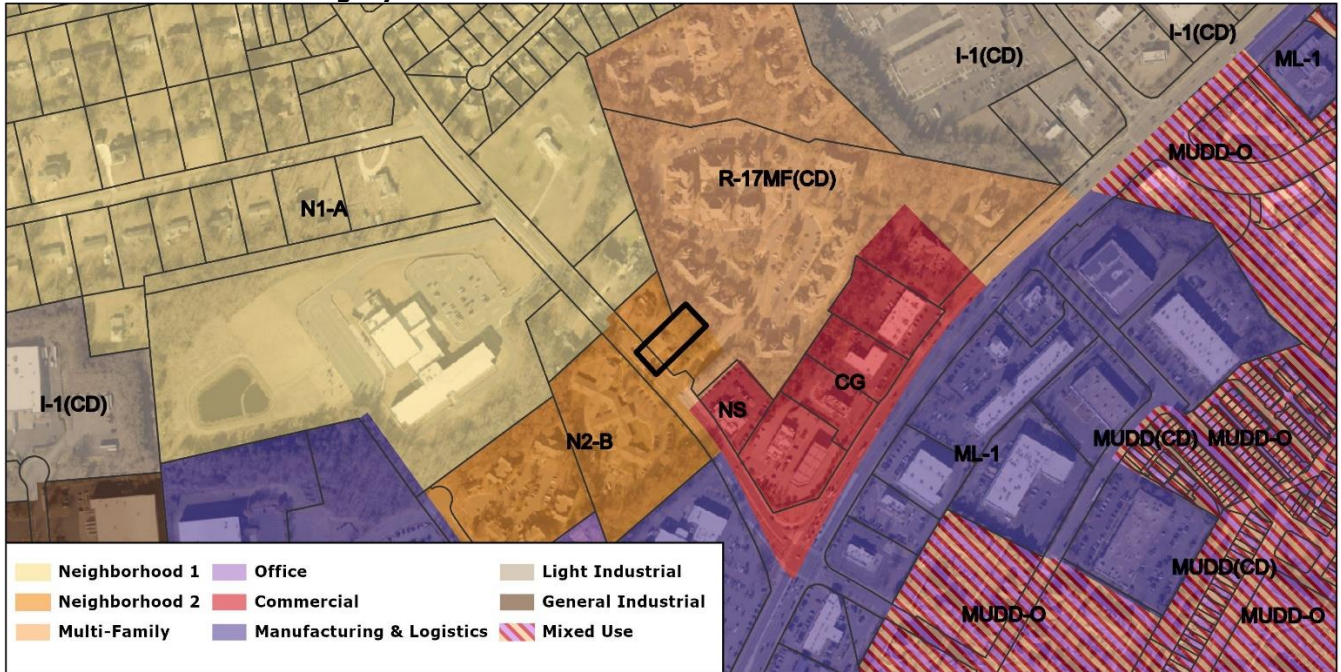 I-1(CD)
I-1(CD)
ML-1
MUDD-O
R-17MF(CD)
N1-A
CG
NS
I-1(CD)
N2-B
ML-1
MUDD(CD) MUDD-O
MUDD(CD)
MUDD-O
MUDD-O
Neighborhood 1
Office
Light Industrial
Neighborhood 2
Commercial
General Industrial
Multi-Family
Manufacturing & Logistics
Mixed Use